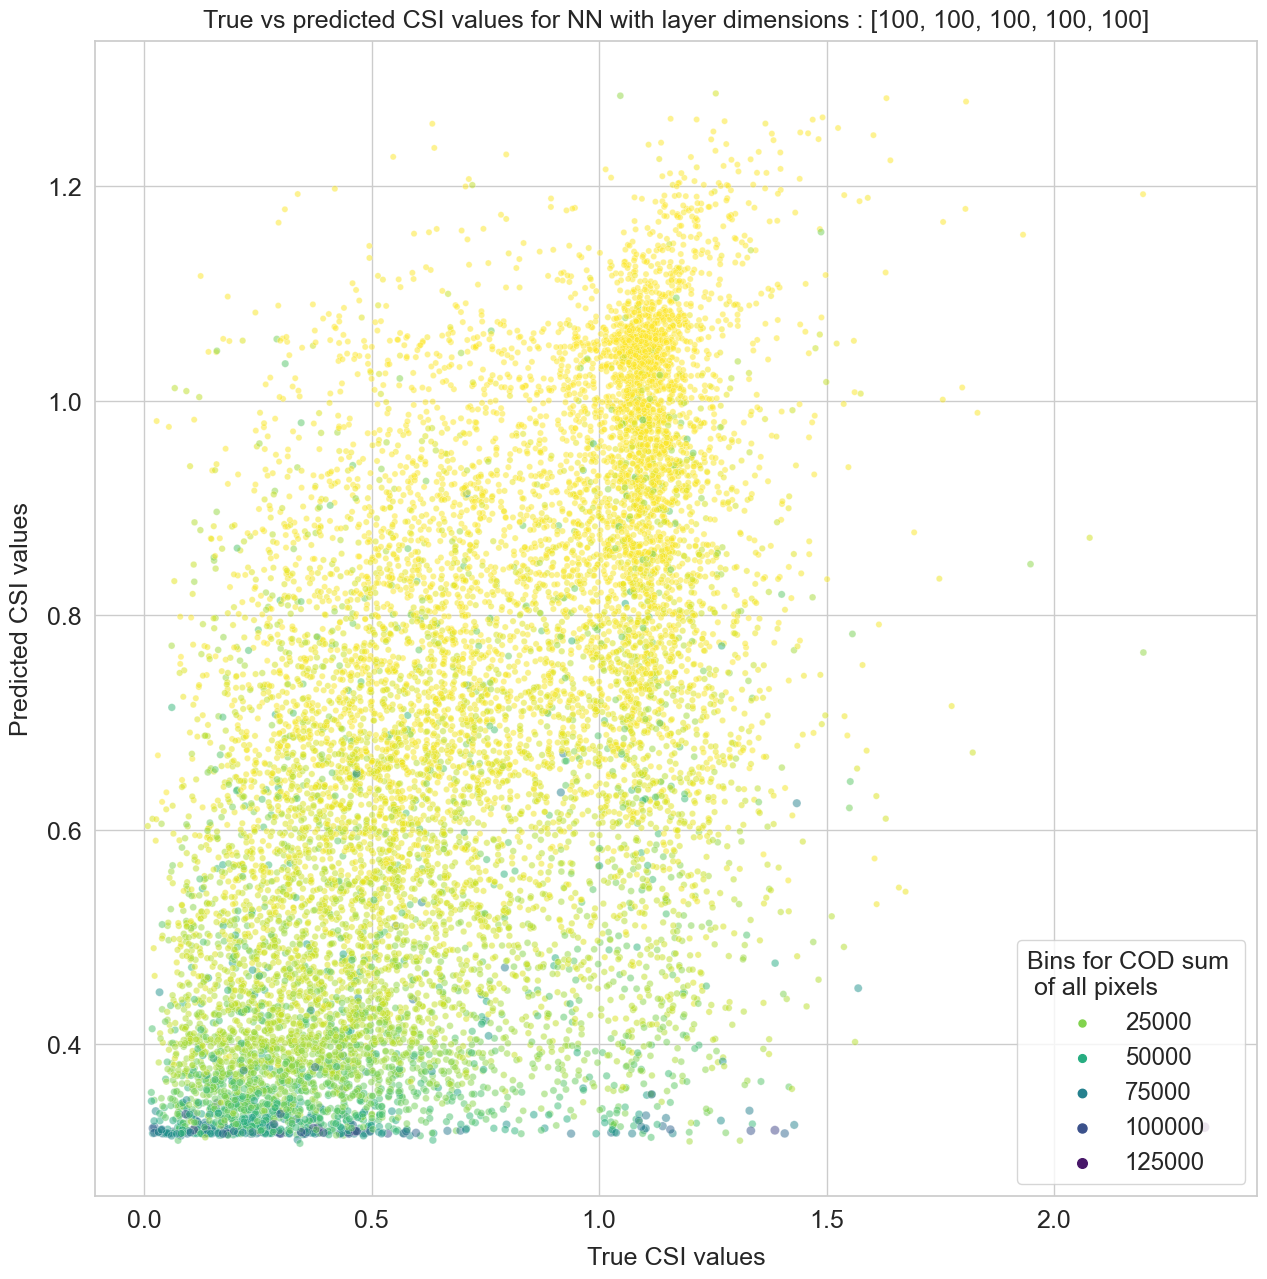 True vs predicted CSI values for NN with layer dimensions : [100, 100, 100, 100, 100]
1.2
1.0
0.8
0.6
0.4
Predicted CSI values
Bins for COD sum
of all pixels
25000
50000
75000
100000
125000
0.0 0.5 1.0 1.5 2.0
True CSI values